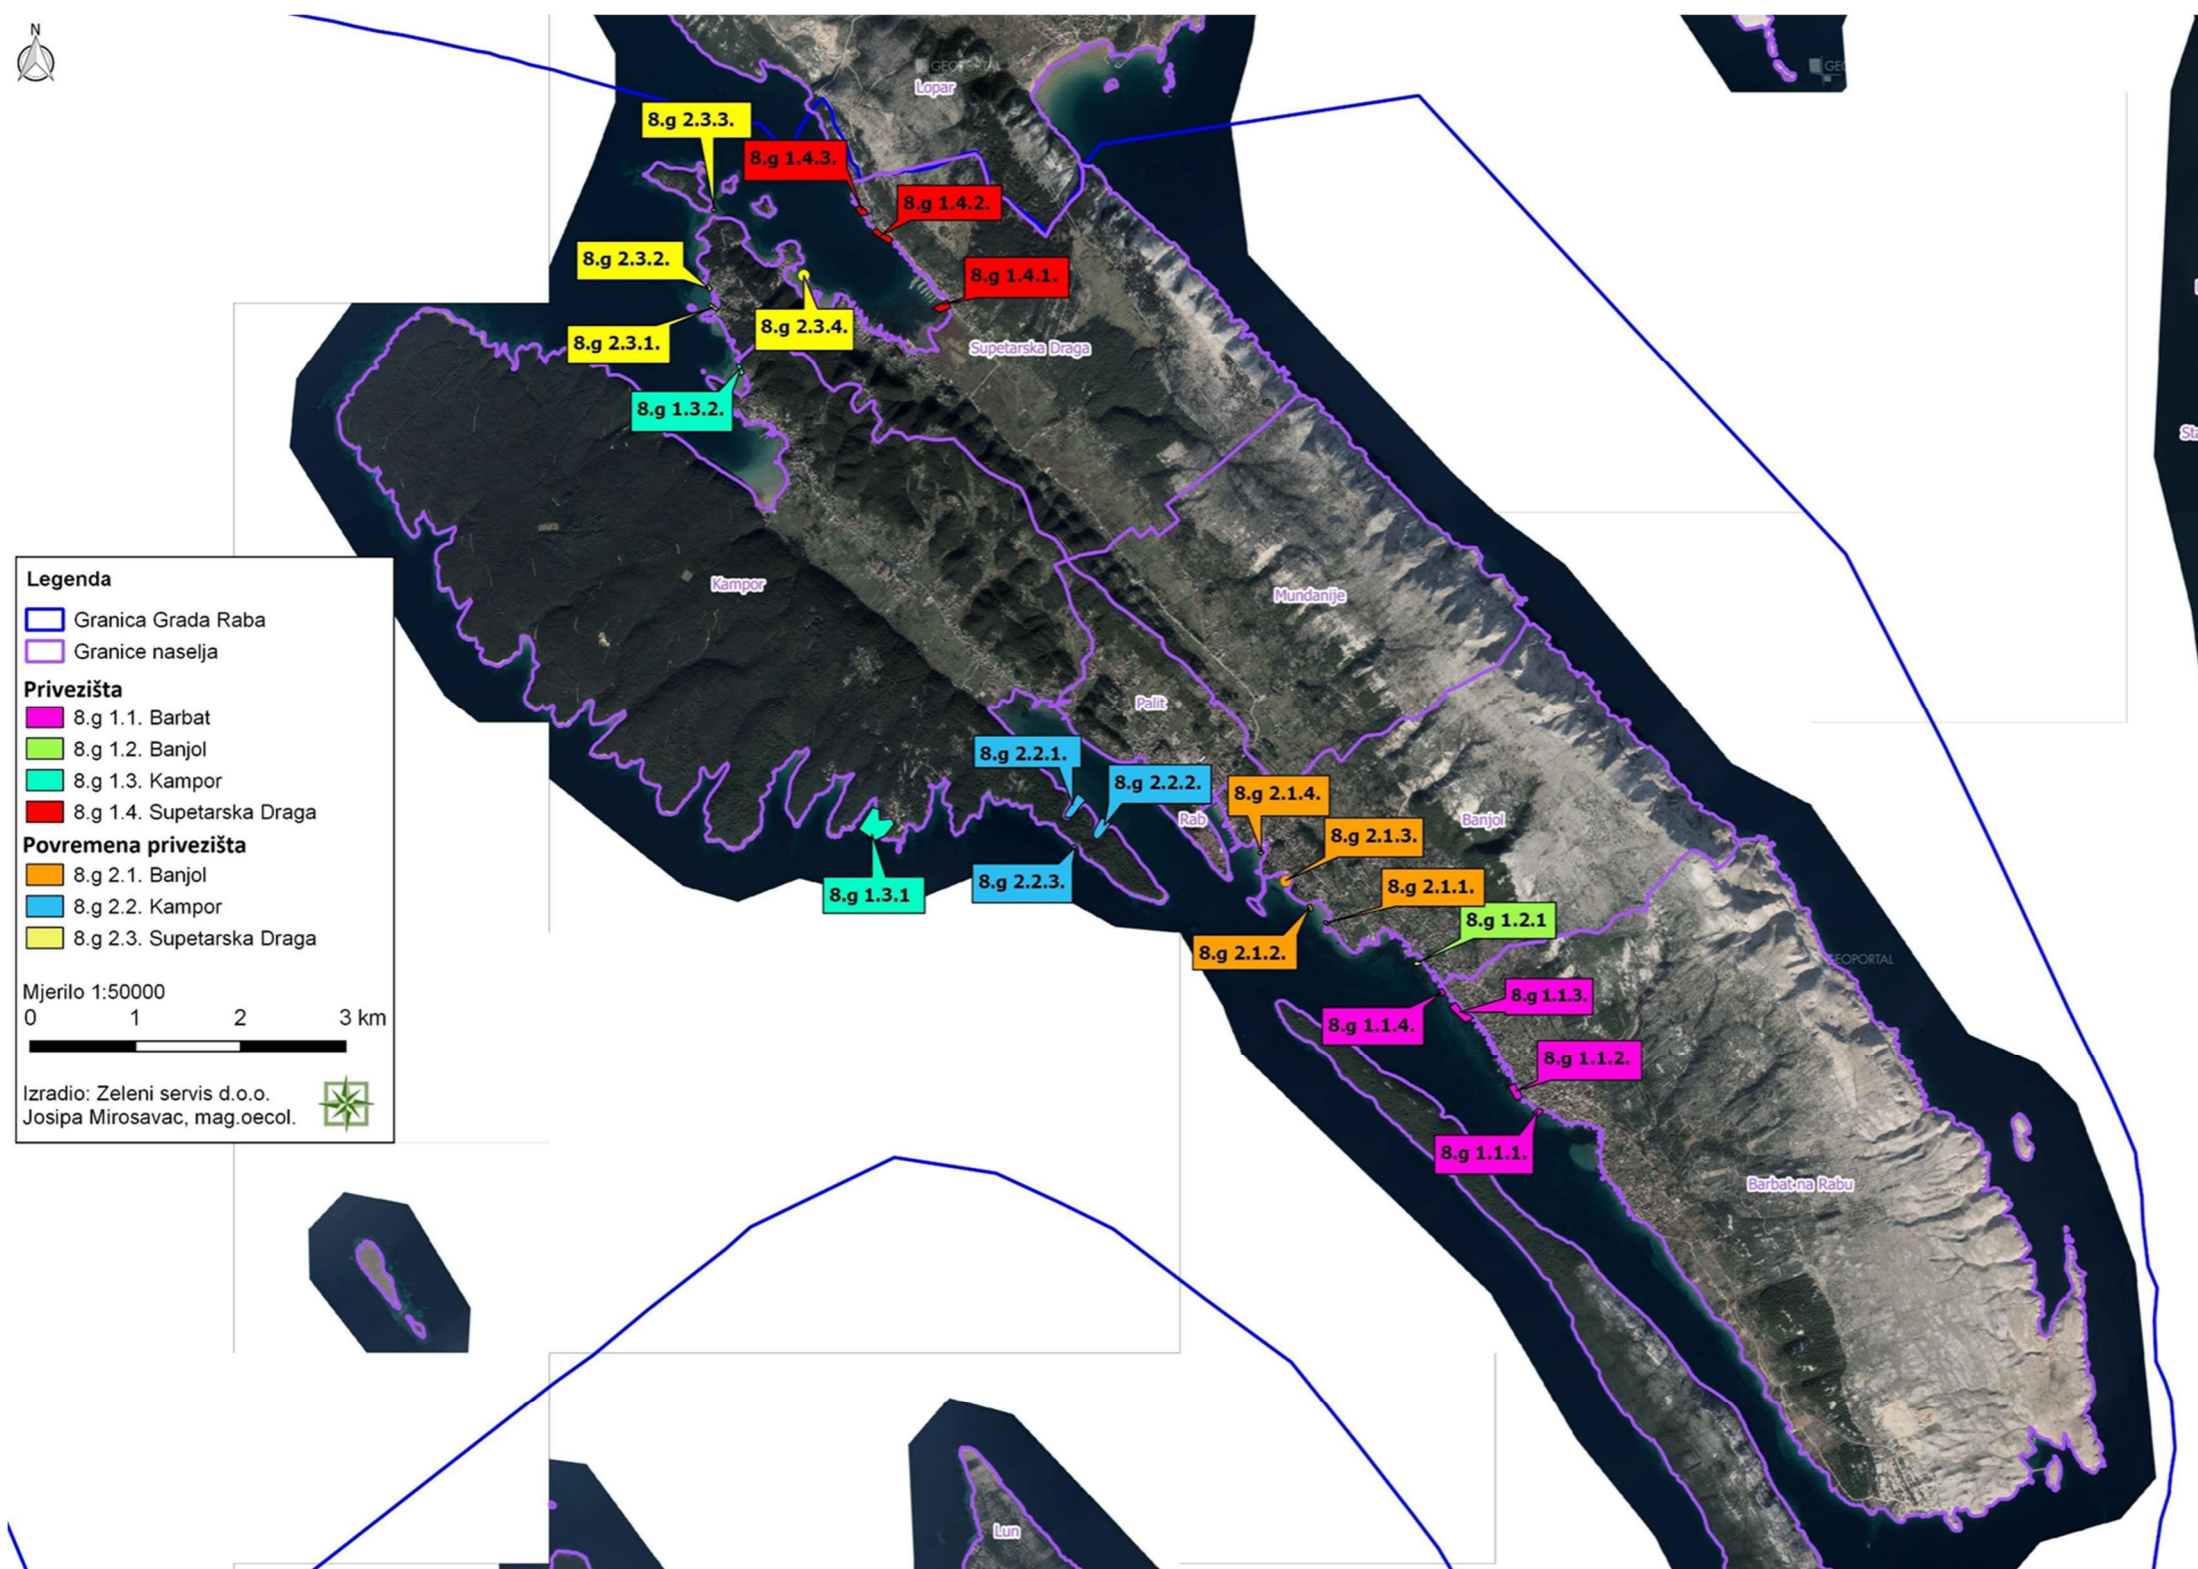 N
GEOPORTAL
Lopar
8.g 2.3.3.
8.g 1.4.3.
8.g 1.4.2.
8.g 2.3.2.
8.g 1.4.1.
8.g 2.3.4.
8.g 2.3.1.
Supetarska Draga
8.g 1.3.2.
Kampor
Mundanije
Palit
8.g 2.2.1.
8.g 2.2.2.
8.g 2.1.4.
Rab
Banjol
8.g 2.1.3.
8.g 2.2.3.
8.g 1.3.1
8.g 2.1.1.
8.g 1.2.1
8.g 2.1.2.
EOPORTAL
8.g 1.1.3.
8.g 1.1.4.
8.g 1.1.2.
8.g 1.1.1.
Barbat na Rabu
Lun
Legenda
Granica Grada Raba
Granice naselja
Privezišta
8.g 1.1. Barbat
8.g 1.2. Banjol
8.g 1.3. Kampor
8.g 1.4. Supetarska Draga
Povremena privezišta
8.g 2.1. Banjol
8.g 2.2. Kampor
8.g 2.3. Supetarska Draga
Mjerilo 1:50000
0 1 2 3 km
Izradio: Zeleni servis d.o.o.
Josipa Mirosavac, mag.oecol.